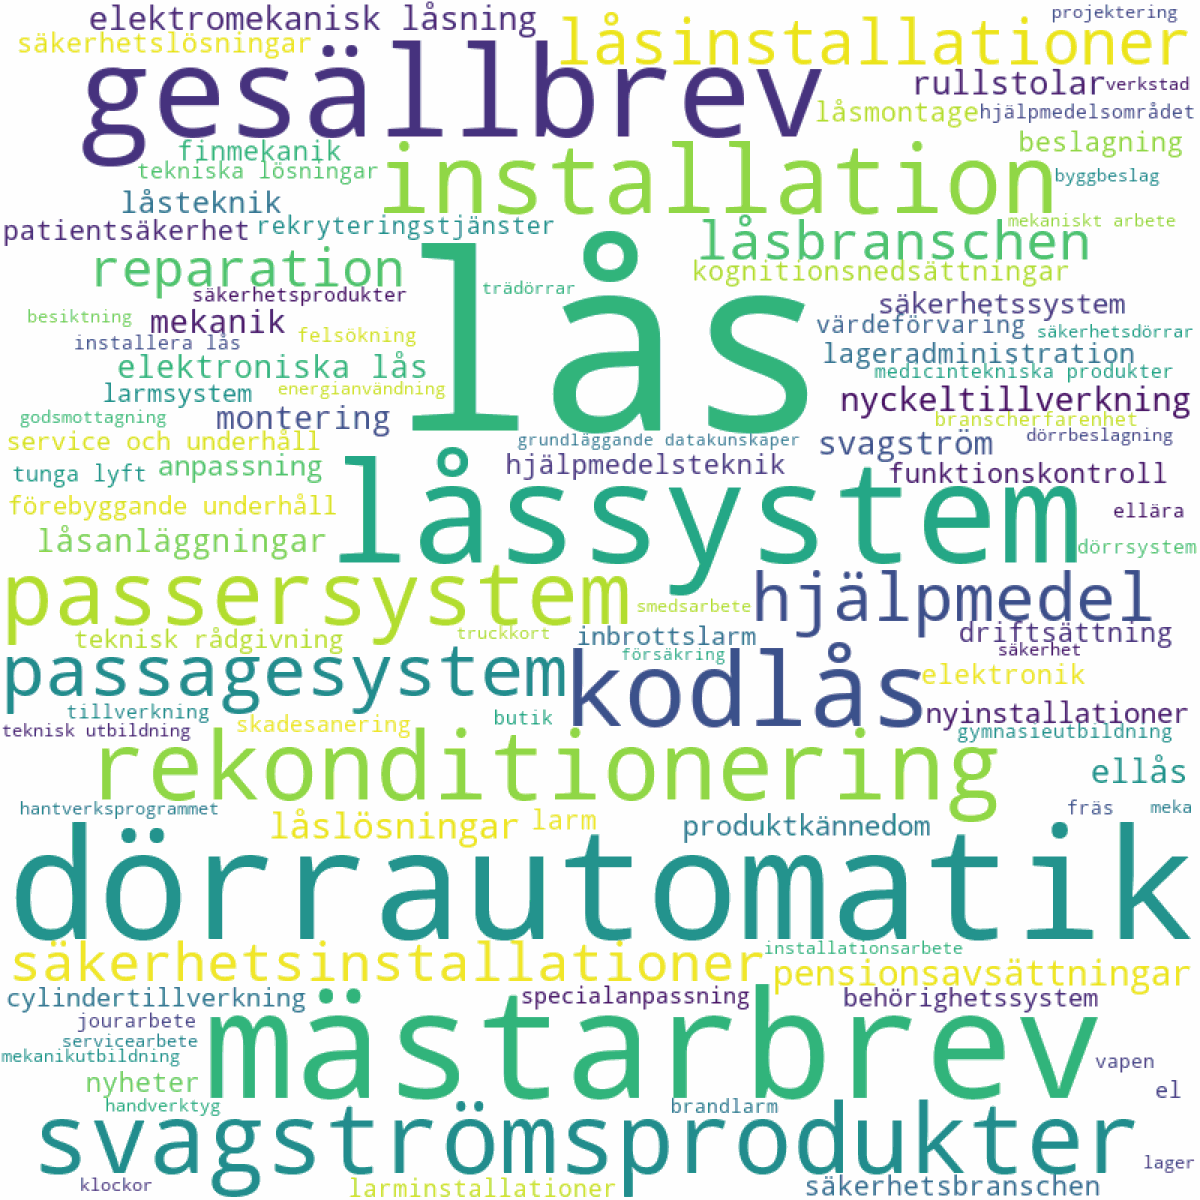 elektromekanisk låsning
projektering
säkerhetslösningar
låsinstallationer
gesällbrev
rullstolar
verkstad
låsmontage
hjälpmedelsområdet
finmekanik
beslagning
tekniska lösningar
installation
byggbeslag
låsteknik
patientsäkerhet
rekryteringstjänster
mekaniskt arbete
låsbranschen
reparation
lås
kognitionsnedsättningar
säkerhetsprodukter
trädörrar
säkerhetssystem
besiktning
mekanik
felsökning
värdeförvaring
säkerhetsdörrar
installera lås
lageradministration
elektroniska lås
medicintekniska produkter
larmsystem
energianvändning
nyckeltillverkning
godsmottagning
montering
branscherfarenhet
service och underhåll
grundläggande datakunskaper
svagström
dörrbeslagning
tunga lyft
anpassning
hjälpmedelsteknik
funktionskontroll
låssystem
förebyggande underhåll
ellära
låsanläggningar
dörrsystem
passersystem
smedsarbete
hjälpmedel
teknisk rådgivning
truckkort
inbrottslarm
driftsättning
säkerhet
passagesystem
försäkring
kodlås
elektronik
tillverkning
skadesanering
butik
nyinstallationer
teknisk utbildning
gymnasieutbildning
rekonditionering
ellås
hantverksprogrammet
fräs
meka
låslösningar
larm
produktkännedom
dörrautomatik
säkerhetsinstallationer
installationsarbete
pensionsavsättningar
cylindertillverkning
specialanpassning
behörighetssystem
jourarbete
mästarbrev
servicearbete
mekanikutbildning
vapen
nyheter
el
handverktyg
brandlarm
svagströmsprodukter
lager
klockor
larminstallationer
säkerhetsbranschen